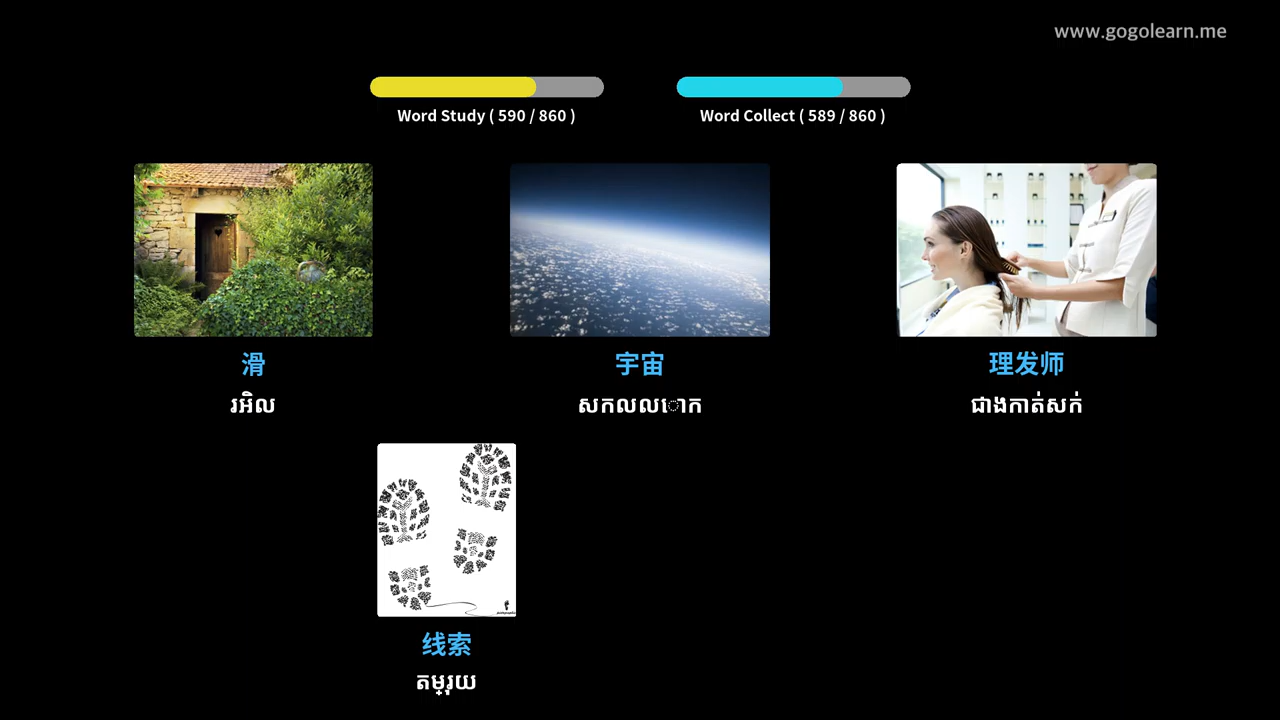 www.gogolearn.me
Word Study ( 590 / 860 )
Word Collect ( 589 / 860 )
滑
រអិល
宇宙
សកលលោក
理发师
ជាងកាត់សក់
线索
តម្រុយ